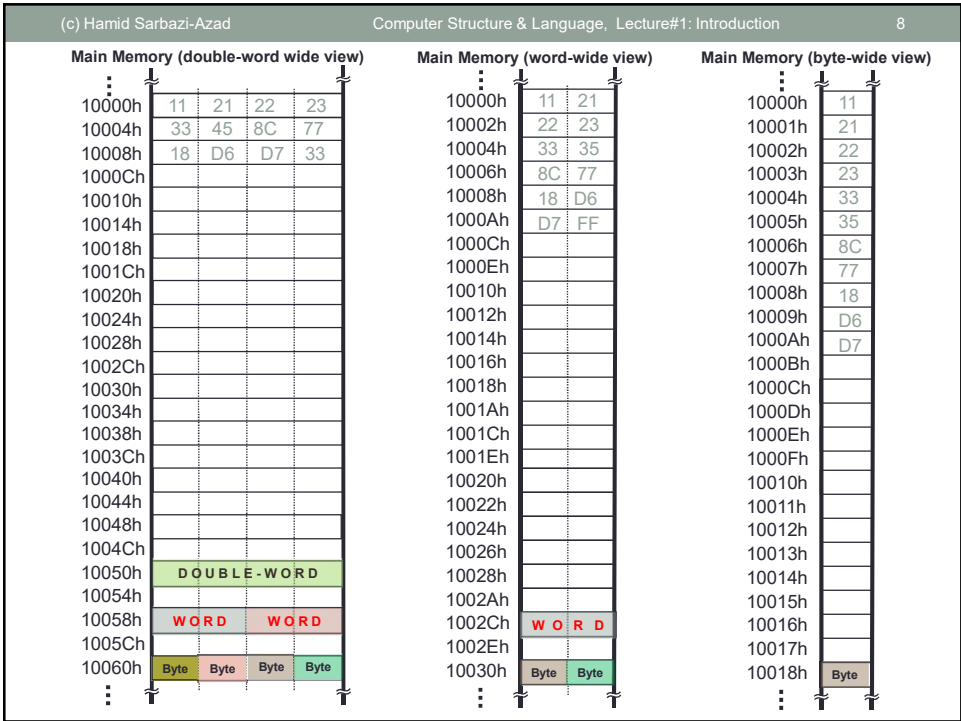 (c) Hamid Sarbazi-Azad Computer Structure & Language, Lecture#1: Introduction 8
Main Memory (double-word wide view)
10000h 11 21 22 23
10004h 33 45 8C 77
10008h 18 D6 D7 33
1000Ch
10010h
10014h
10018h
1001Ch
10020h
10024h
10028h
1002Ch
10030h
10034h
10038h
1003Ch
10040h
10044h
10048h
1004Ch
10050h DOUBLE-WORD
10054h
10058h WORD WORD
1005Ch
10060h Byte Byte Byte Byte
Main Memory (word-wide view)
10000h 11 21
10002h 22 23
10004h 33 35
10006h 8C 77
10008h 18 D6
1000Ah D7 FF
1000Ch
1000Eh
10010h
10012h
10014h
10016h
10018h
1001Ah
1001Ch
1001Eh
10020h
10022h
10024h
10026h
10028h
1002Ah
1002Ch WORD
1002Eh
10030h Byte Byte
Main Memory (byte-wide view)
10000h 11
10001h 21
10002h 22
10003h 23
10004h 33
10005h 35
10006h 8C
10007h 77
10008h 18
10009h D6
1000Ah D7
1000Bh
1000Ch
1000Dh
1000Eh
1000Fh
10010h
10011h
10012h
10013h
10014h
10015h
10016h
10017h
10018h Byte